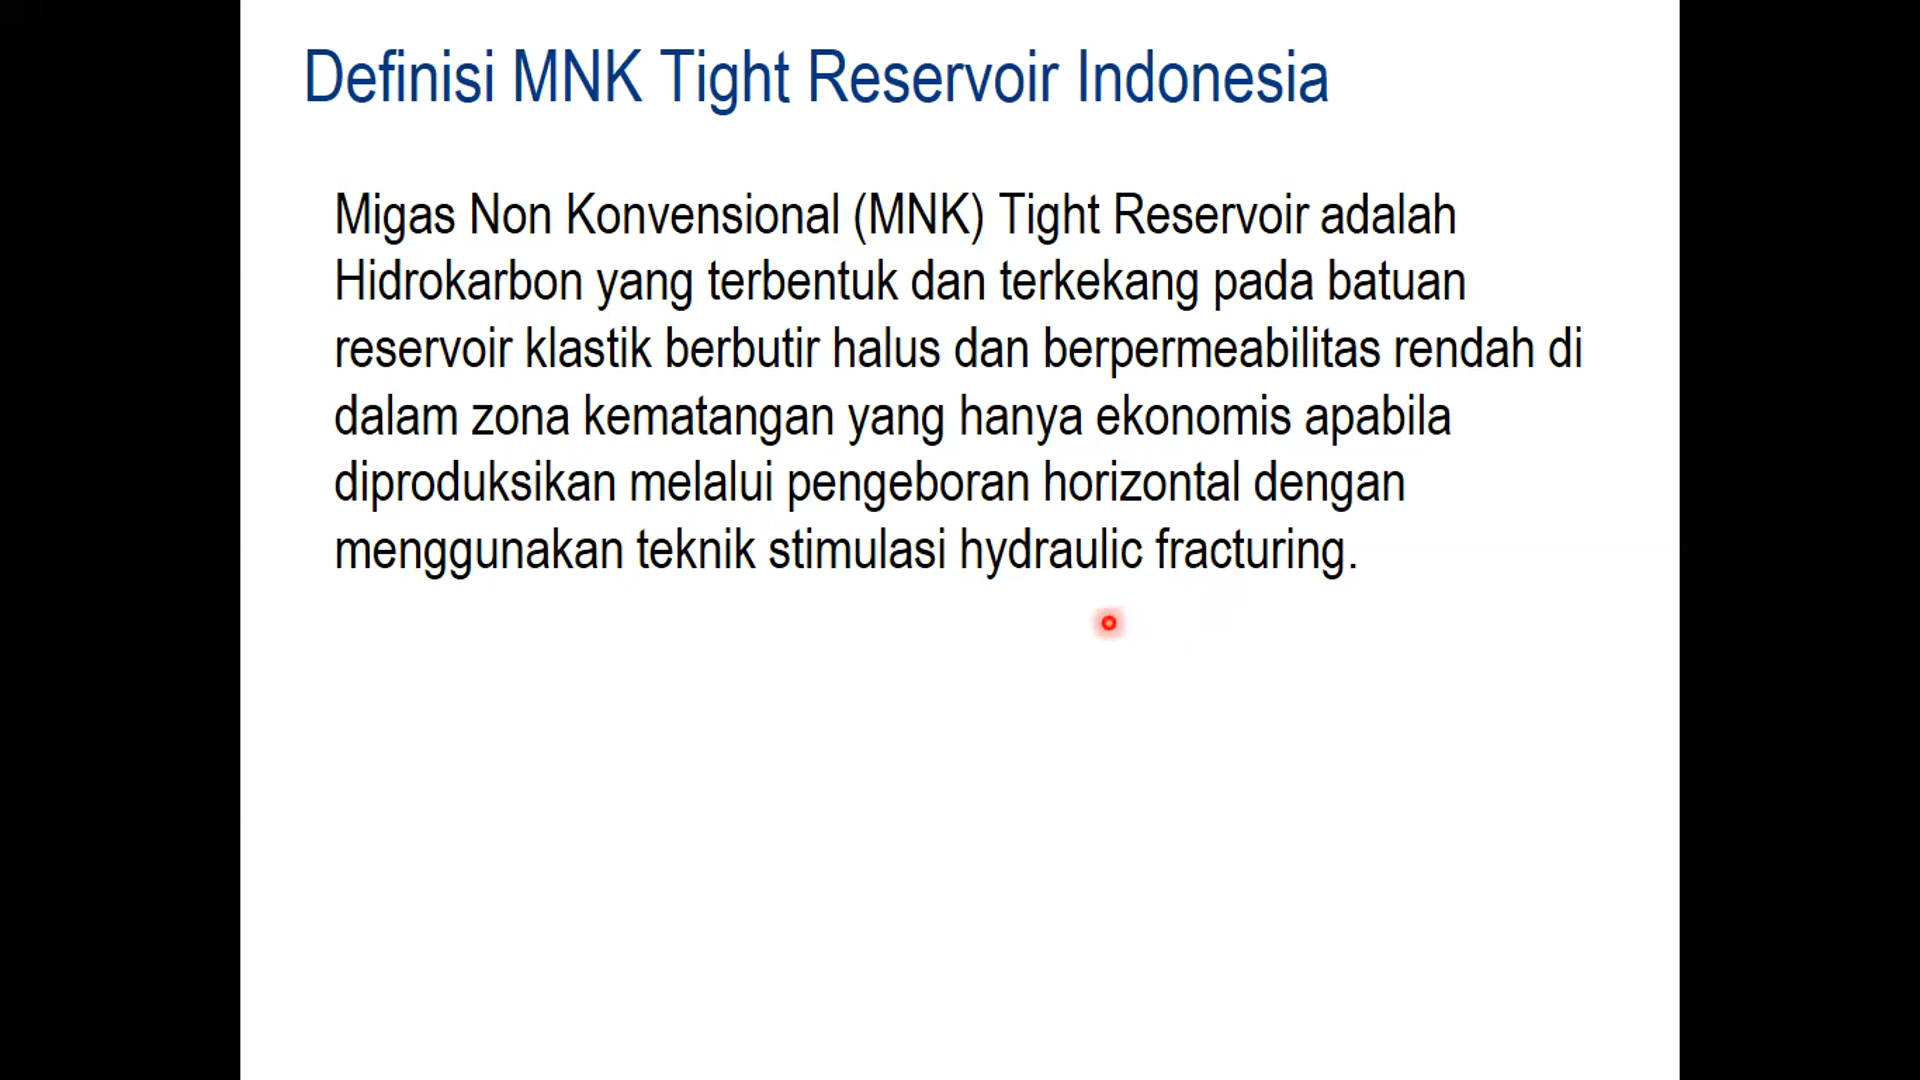 Definisi MNK Tight Reservoir Indonesia
Migas Non Konvensional (MNK) Tight Reservoir adalah
Hidrokarbon yang terbentuk dan terkekang pada batuan
reservoir klastik berbutir halus dan berpermeabilitas rendah di
dalam zona kematangan yang hanya ekonomis apabila
diproduksikan melalui pengeboran horizontal dengan
menggunakan teknik stimulasi hydraulic fracturing.